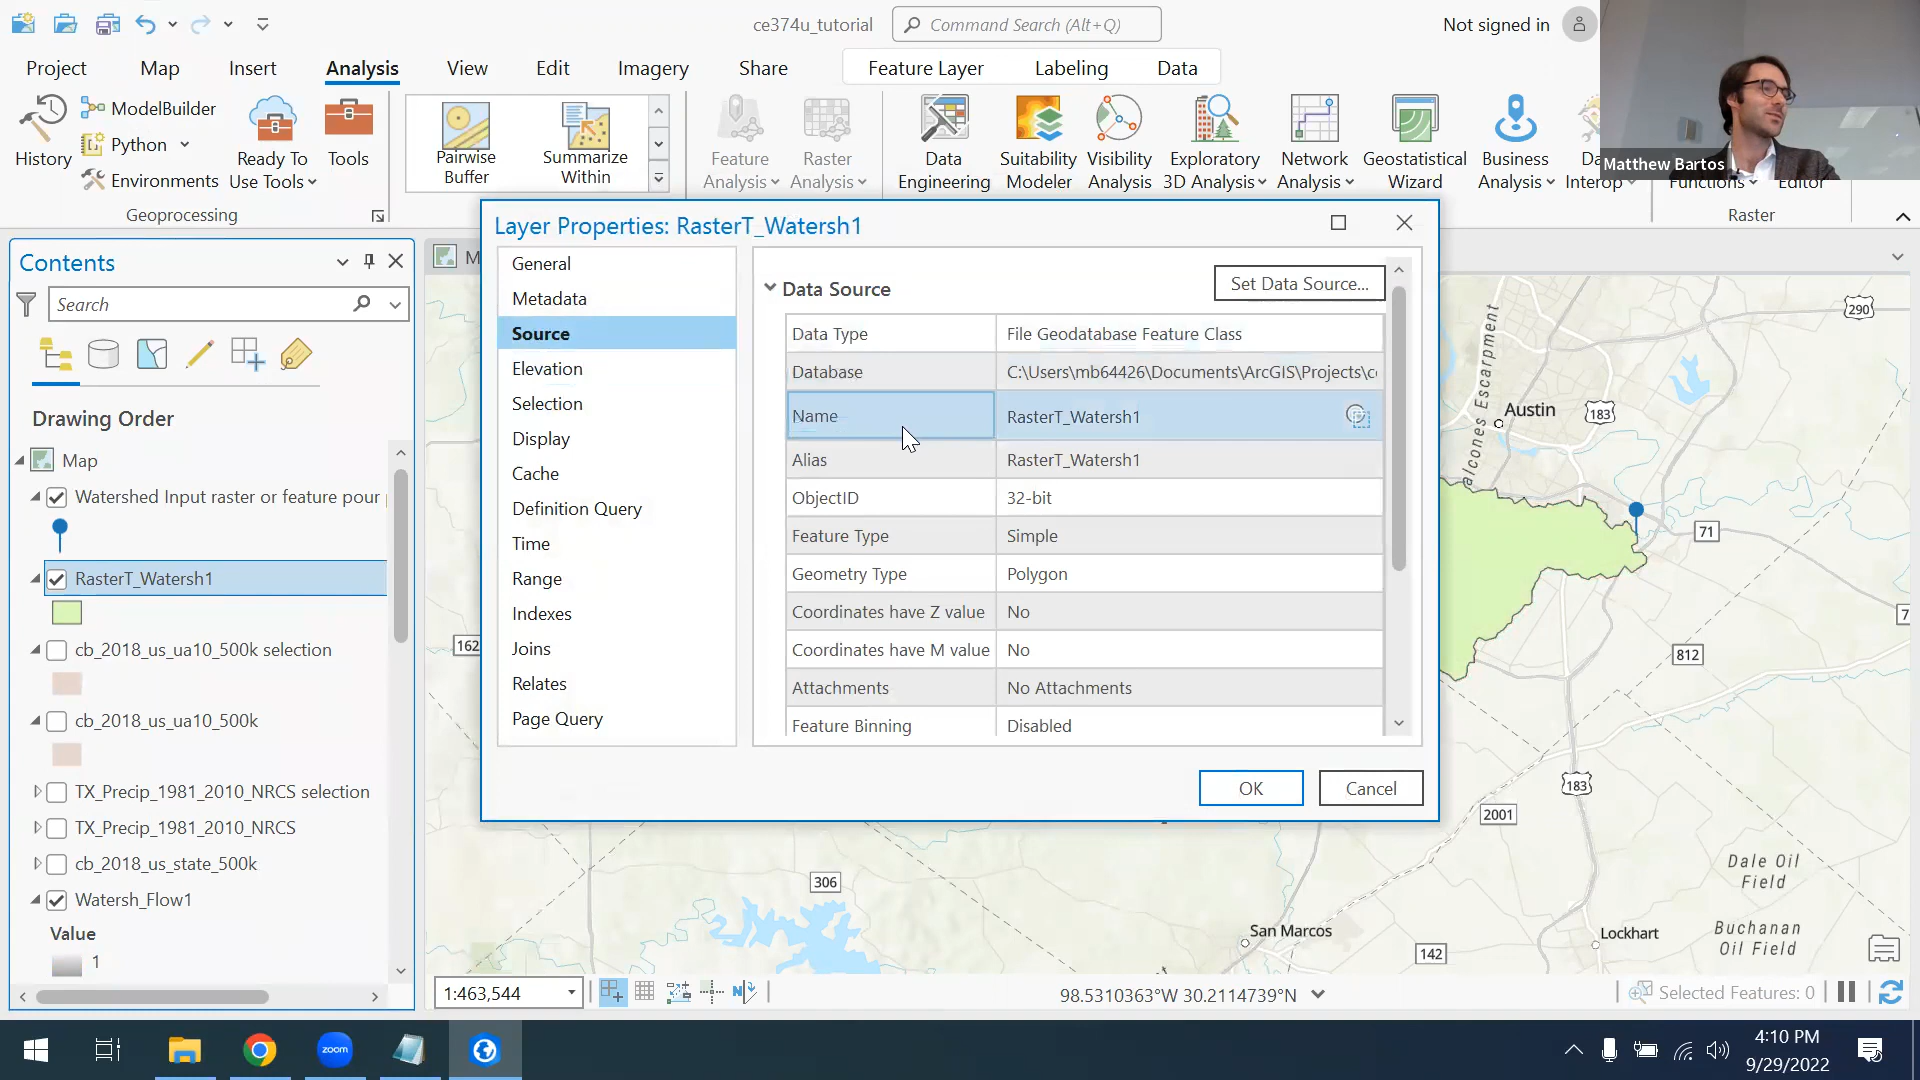 ce374u_tutorial
Command Search (Alt+Q)
Not signed in
Project
Map
Insert
Analysis
View
Edit
Imagery
Share
Feature Layer
Labeling
Data
History
ModelBuilder
Python
Environments
Ready To
Use Tools
Tools
Geoprocessing
Pairwise
Buffer
Summarize
Within
Feature
Analysis
Raster
Analysis
Data
Engineering
Suitability
Modeler
Visibility
Analysis
Exploratory
3D Analysis
Network
Analysis
Geostatistical
Wizard
Business
Analysis
Interop
Functions
Editor
Raster
Matthew Bartos
Contents
Search
Drawing Order
Map
Watershed Input raster or feature pour
RasterT_Watersh1
cb_2018_us_ua10_500k selection
cb_2018_us_ua10_500k
TX_Precip_1981_2010_NRCS selection
TX_Precip_1981_2010_NRCS
cb_2018_us_state_500k
Watersh_Flow1
Value
1
Layer Properties: RasterT_Watersh1
General
Metadata
Source
Elevation
Selection
Display
Cache
Definition Query
Time
Range
Indexes
Joins
Relates
Page Query
Data Source
Set Data Source...
Data Type File Geodatabase Feature Class
Database C:\Users\mb64426\Documents\ArcGIS\Projects\c
Name RasterT_Watersh1
Alias RasterT_Watersh1
ObjectID 32-bit
Feature Type Simple
Geometry Type Polygon
Coordinates have Z value No
Coordinates have M value No
Attachments No Attachments
Feature Binning Disabled
OK
Cancel
290
Austin
183
alcones Escarpment
71
7
162
812
183
2001
Dale Oil
Field
306
San Marcos
Lockhart
Buchanan
Oil Field
142
1:463,544
98.5310363°W 30.2114739°N
Selected Features: 0
zoom
4:10 PM
9/29/2022